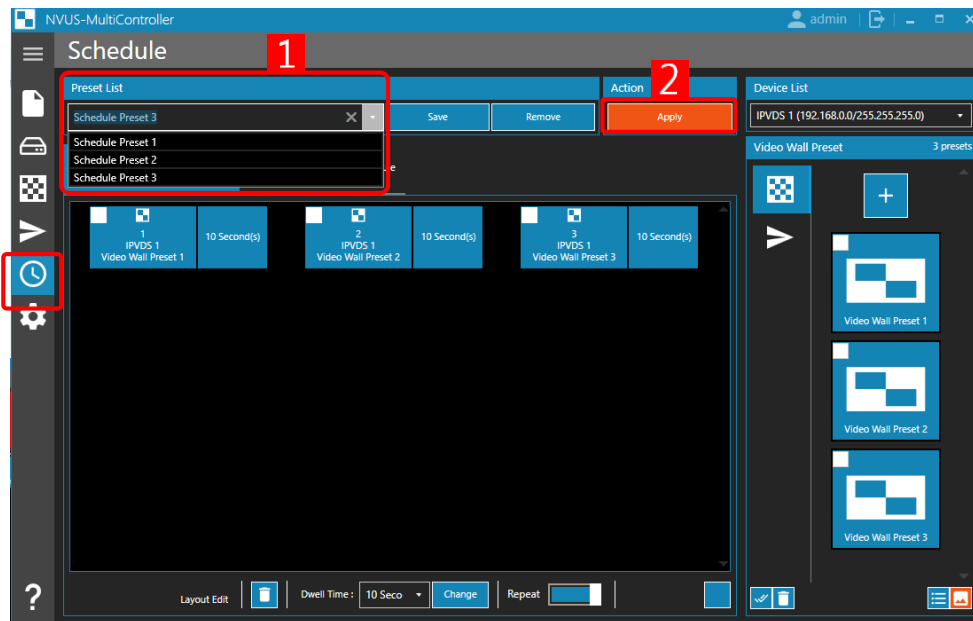 NVUS-MultiController
admin
Schedule
1
Preset List
Action
2
Device List
Schedule Preset 3
Save
Remove
Apply
IPVDS 1 (192.168.0.0/255.255.255.0)
Schedule Preset 1
Schedule Preset 2
Schedule Preset 3
Video Wall Preset
3 presets
1
IPVDS 1
Video Wall Preset 1
10 Second(s)
2
IPVDS 1
Video Wall Preset 2
10 Second(s)
3
IPVDS 1
Video Wall Preset 3
10 Second(s)
+
Video Wall Preset 1
Video Wall Preset 2
Video Wall Preset 3
?
Layout Edit
Dwell Time :
10 Seco
Change
Repeat